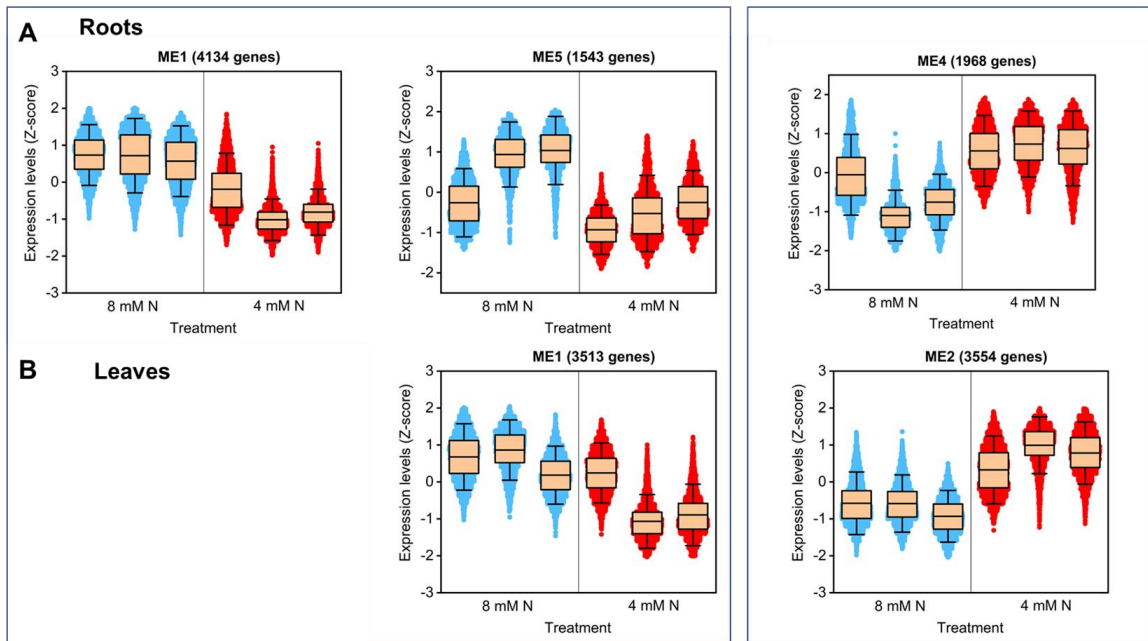 A Roots
ME1 (4134 genes)
Expression levels (Z-score)
3
2
1
0
-1
-2
-3
8 mM N 4 mM N
Treatment
ME5 (1543 genes)
Expression levels (Z-score)
3
2
1
0
-1
-2
8 mM N 4 mM N
Treatment
ME4 (1968 genes)
Expression levels (Z-score)
2
1
0
-1
-2
-3
8 mM N 4 mM N
Treatment
B Leaves
ME1 (3513 genes)
Expression levels (Z-score)
3
2
1
0
-1
-2
-3
8 mM N 4 mM N
Treatment
ME2 (3554 genes)
Expression levels (Z-score)
3
2
1
0
-1
-2
-3
8 mM N 4 mM N
Treatment